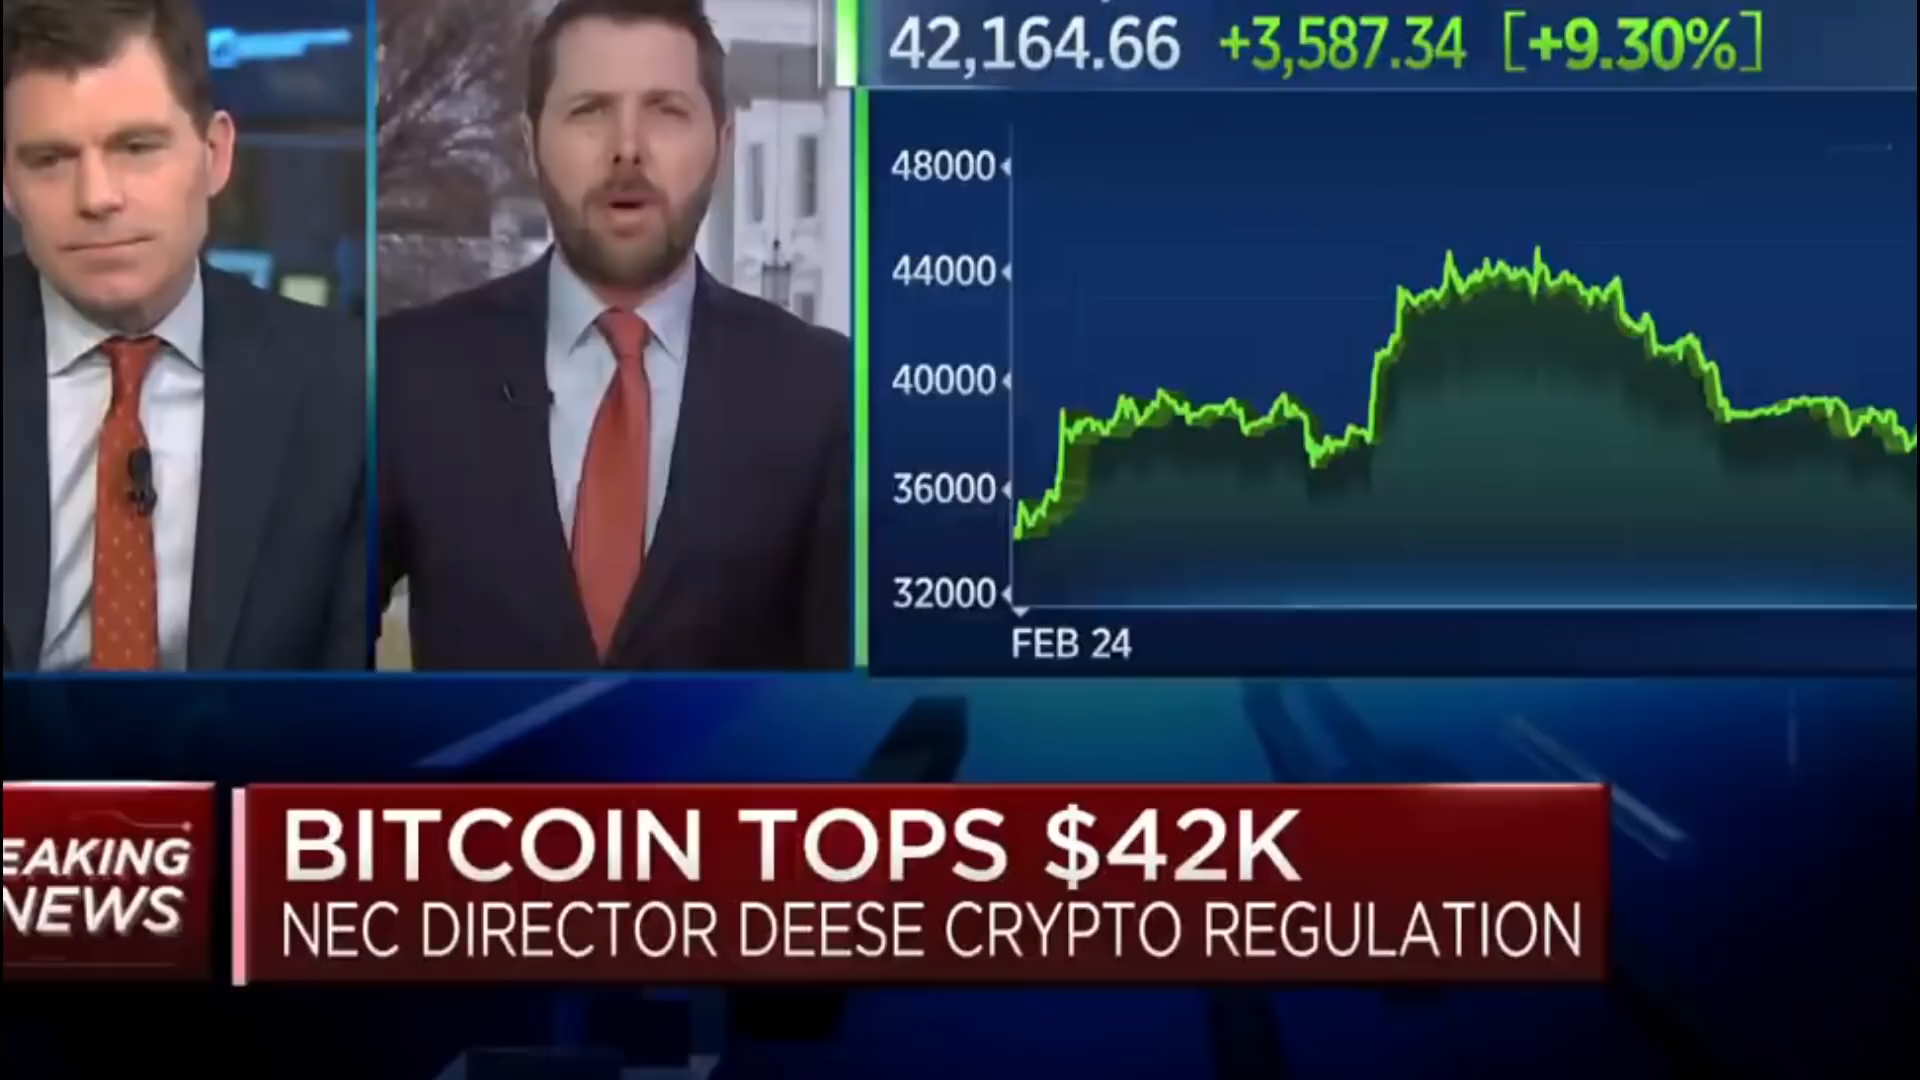 42,164.66 +3,587.34 [+9.30%]
48000
44000
40000
36000
32000
FEB 24
EAKING
NEWS
BITCOIN TOPS $42K
NEC DIRECTOR DEESE CRYPTO REGULATION